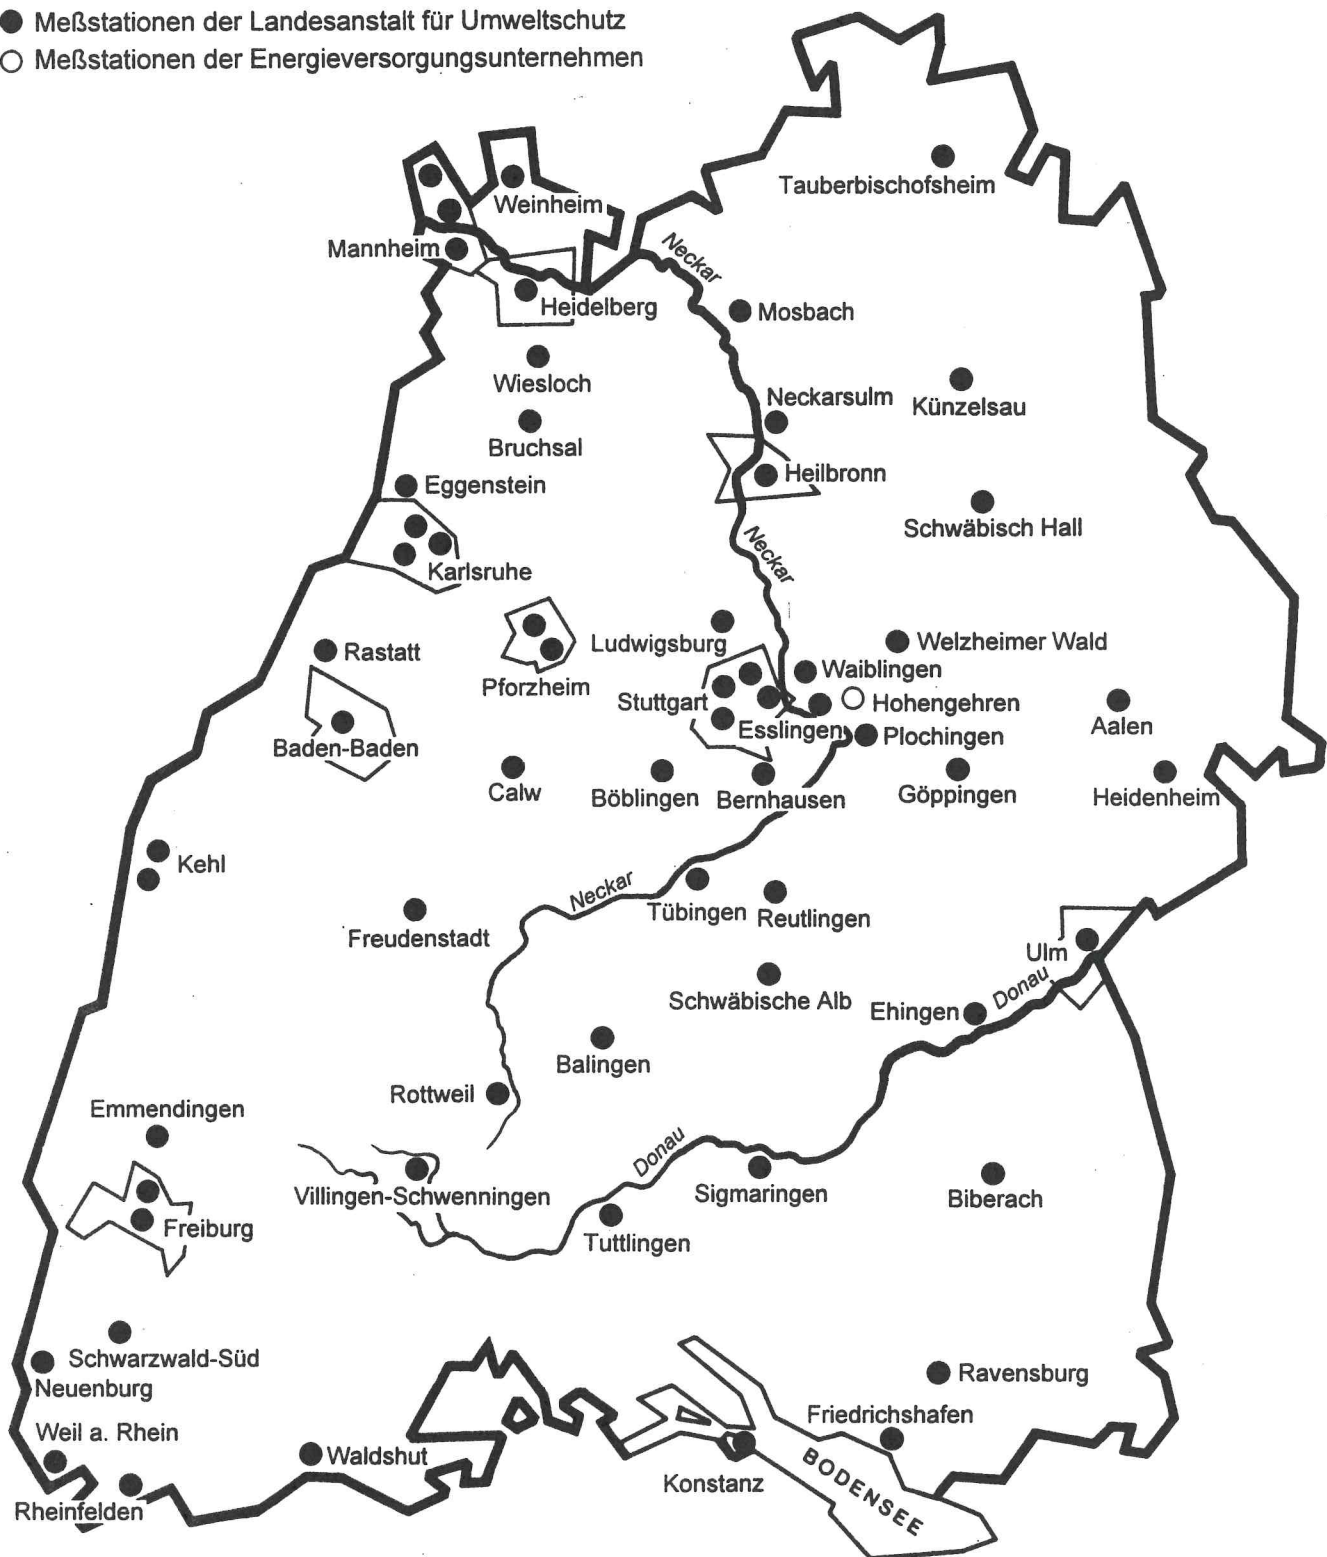 Meßstationen der Landesanstalt für Umweltschutz
Meßstationen der Energieversorgungsunternehmen
Tauberbischofsheim
Weinheim
Mannheim
Neckar
Heidelberg
Mosbach
Wiesloch
Neckarsulm
Künzelsau
Bruchsal
Heilbronn
Eggenstein
Schwäbisch Hall
Neckar
Karlsruhe
Ludwigsburg
Welzheimer Wald
Rastatt
Waiblingen
Pforzheim
Stuttgart
Hohengehren
Esslingen
Plochingen
Aalen
Baden-Baden
Calw
Böblingen
Bernhausen
Göppingen
Heidenheim
Kehl
Neckar
Tübingen
Reutlingen
Freudenstadt
Ulm
Schwäbische Alb
Donau
Ehingen
Balingen
Rottweil
Emmendingen
Donau
Villingen-Schwenningen
Sigmaringen
Biberach
Freiburg
Tuttlingen
Schwarzwald-Süd
Neuenburg
Ravensburg
Friedrichshafen
Weil a. Rhein
Waldshut
Konstanz
BODENSEE
Rheinfelden